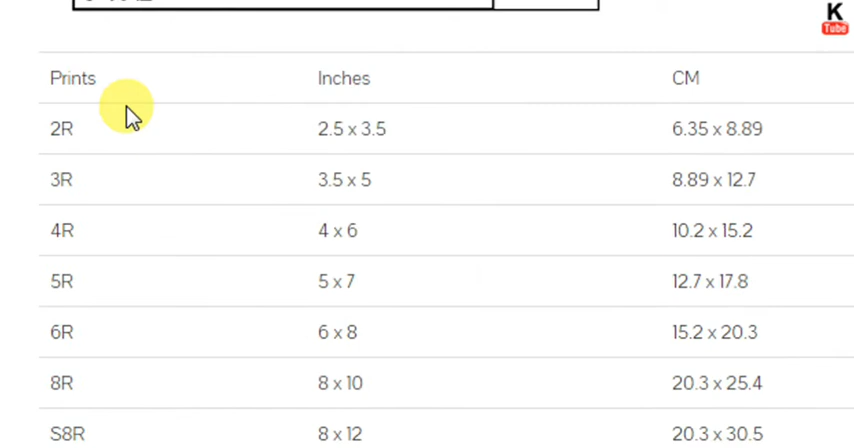 K
Tube
Prints Inches CM
2R 2.5 x 3.5 6.35 x 8.89
3R 3.5 x 5 8.89 x 12.7
4R 4 x 6 10.2 x 15.2
5R 5 x 7 12.7 x 17.8
6R 6 x 8 15.2 x 20.3
8R 8 x 10 20.3 x 25.4
S8R 8 x 12 20.3 x 30.5